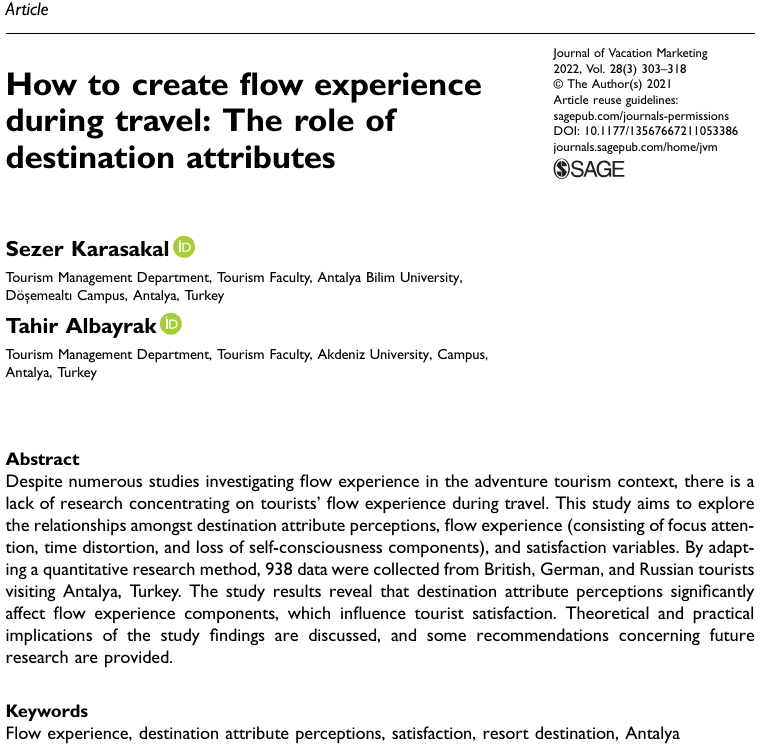 Article
Journal of Vacation Marketing
2022, Vol. 28(3) 303–318
© The Author(s) 2021
Article reuse guidelines:
sagepub.com/journals-permissions
DOI: 10.1177/13567667211053386
journals.sagepub.com/home/jvm
SSAGE
How to create flow experience
during travel: The role of
destination attributes
Sezer Karasakal iD
Tourism Management Department, Tourism Faculty, Antalya Bilim University,
Döşemealtı Campus, Antalya, Turkey
Tahir Albayrak iD
Tourism Management Department, Tourism Faculty, Akdeniz University, Campus,
Antalya, Turkey
Abstract
Despite numerous studies investigating flow experience in the adventure tourism context, there is a
lack of research concentrating on tourists’ flow experience during travel. This study aims to explore
the relationships amongst destination attribute perceptions, flow experience (consisting of focus atten-
tion, time distortion, and loss of self-consciousness components), and satisfaction variables. By adapt-
ing a quantitative research method, 938 data were collected from British, German, and Russian tourists
visiting Antalya, Turkey. The study results reveal that destination attribute perceptions significantly
affect flow experience components, which influence tourist satisfaction. Theoretical and practical
implications of the study findings are discussed, and some recommendations concerning future
research are provided.
Keywords
Flow experience, destination attribute perceptions, satisfaction, resort destination, Antalya